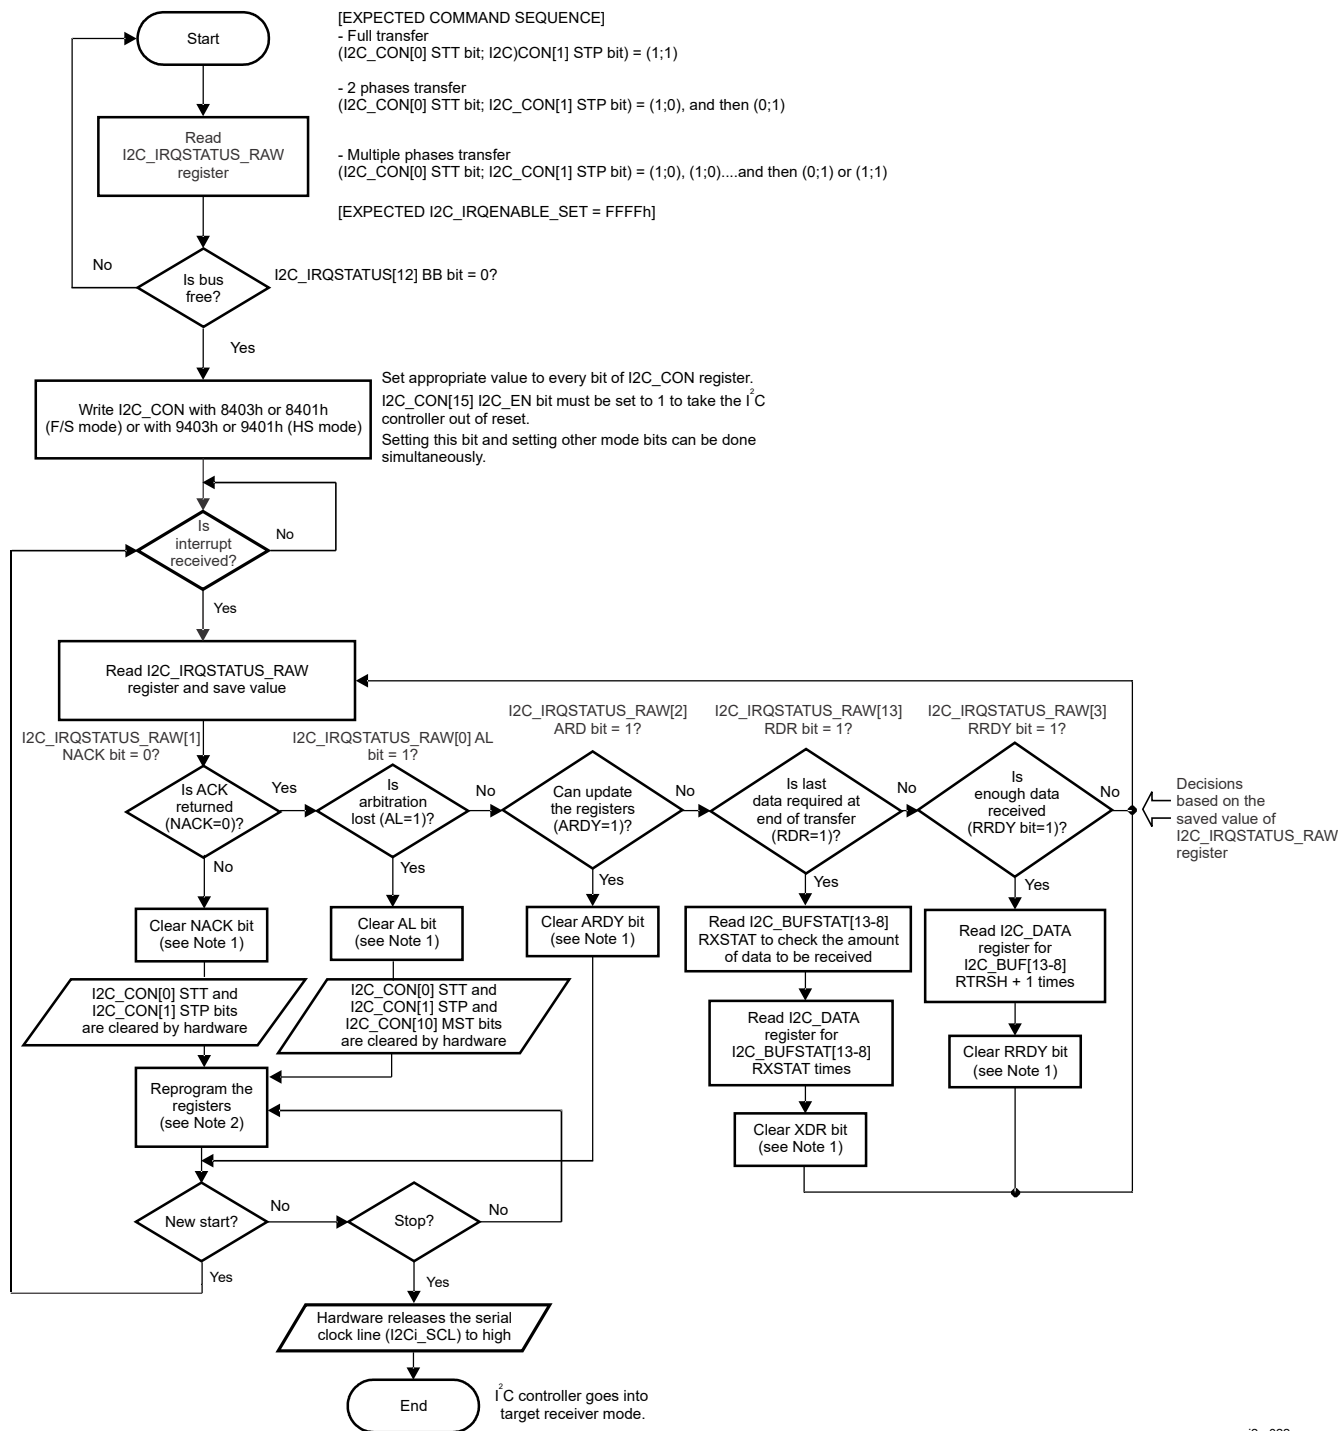 Start
[EXPECTED COMMAND SEQUENCE]
- Full transfer
(I2C_CON[0] STT bit; I2C)CON[1] STP bit) = (1;1)
- 2 phases transfer
(I2C_CON[0] STT bit; I2C_CON[1] STP bit) = (1;0), and then (0;1)
- Multiple phases transfer
(I2C_CON[0] STT bit; I2C_CON[1] STP bit) = (1;0), (1;0)....and then (0;1) or (1;1)
[EXPECTED I2C_IRQENABLE_SET = FFFFh]
Read
I2C_IRQSTATUS_RAW
register
No
Is bus
free?
I2C_IRQSTATUS[12] BB bit = 0?
Yes
Write I2C_CON with 8403h or 8401h
(F/S mode) or with 9403h or 9401h (HS mode)
Set appropriate value to every bit of I2C_CON register.
I2C_CON[15] I2C_EN bit must be set to 1 to take the I²C
controller out of reset.
Setting this bit and setting other mode bits can be done
simultaneously.
Is
interrupt
received?
No
Yes
Read I2C_IRQSTATUS_RAW
register and save value
I2C_IRQSTATUS_RAW[1]
NACK bit = 0?
I2C_IRQSTATUS_RAW[0] AL
bit = 1?
I2C_IRQSTATUS_RAW[2]
ARD bit = 1?
I2C_IRQSTATUS_RAW[13]
RDR bit = 1?
I2C_IRQSTATUS_RAW[3]
RRDY bit = 1?
Is ACK
returned
(NACK=0)?
Yes
Is
arbitration
lost (AL=1)?
No
Can update
the registers
(ARDY=1)?
No
Is last
data required at
end of transfer
(RDR=1)?
No
Is
enough data
received
(RRDY bit=1)?
No
Decisions
based on the
saved value of
I2C_IRQSTATUS_RAW
register
No
Yes
Yes
Yes
Yes
Clear NACK bit
(see Note 1)
Clear AL bit
(see Note 1)
Clear ARDY bit
(see Note 1)
Read I2C_BUFSTAT[13-8]
RXSTAT to check the amount
of data to be received
Read I2C_DATA
register for
I2C_BUF[13-8]
RTRSH + 1 times
I2C_CON[0] STT and
I2C_CON[1] STP bits
are cleared by hardware
I2C_CON[0] STT and
I2C_CON[1] STP and
I2C_CON[10] MST bits
are cleared by hardware
Read I2C_DATA
register for
I2C_BUFSTAT[13-8]
RXSTAT times
Clear RRDY bit
(see Note 1)
Reprogram the
registers
(see Note 2)
Clear XDR bit
(see Note 1)
New start?
No
Stop?
No
Yes
Yes
Hardware releases the serial
clock line (I2Ci_SCL) to high
End
I²C controller goes into
target receiver mode.